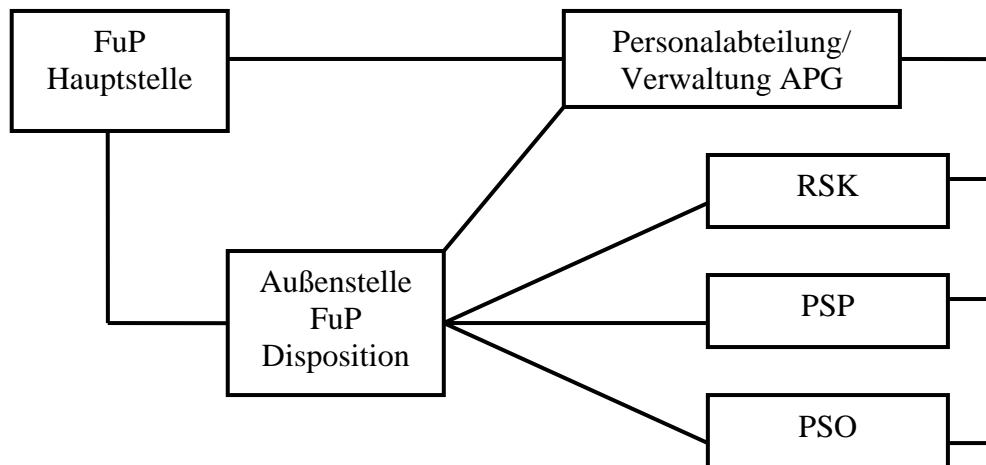 FuP
Hauptstelle
Personalabteilung/
Verwaltung APG
RSK
Außenstelle
FuP
Disposition
PSP
PSO